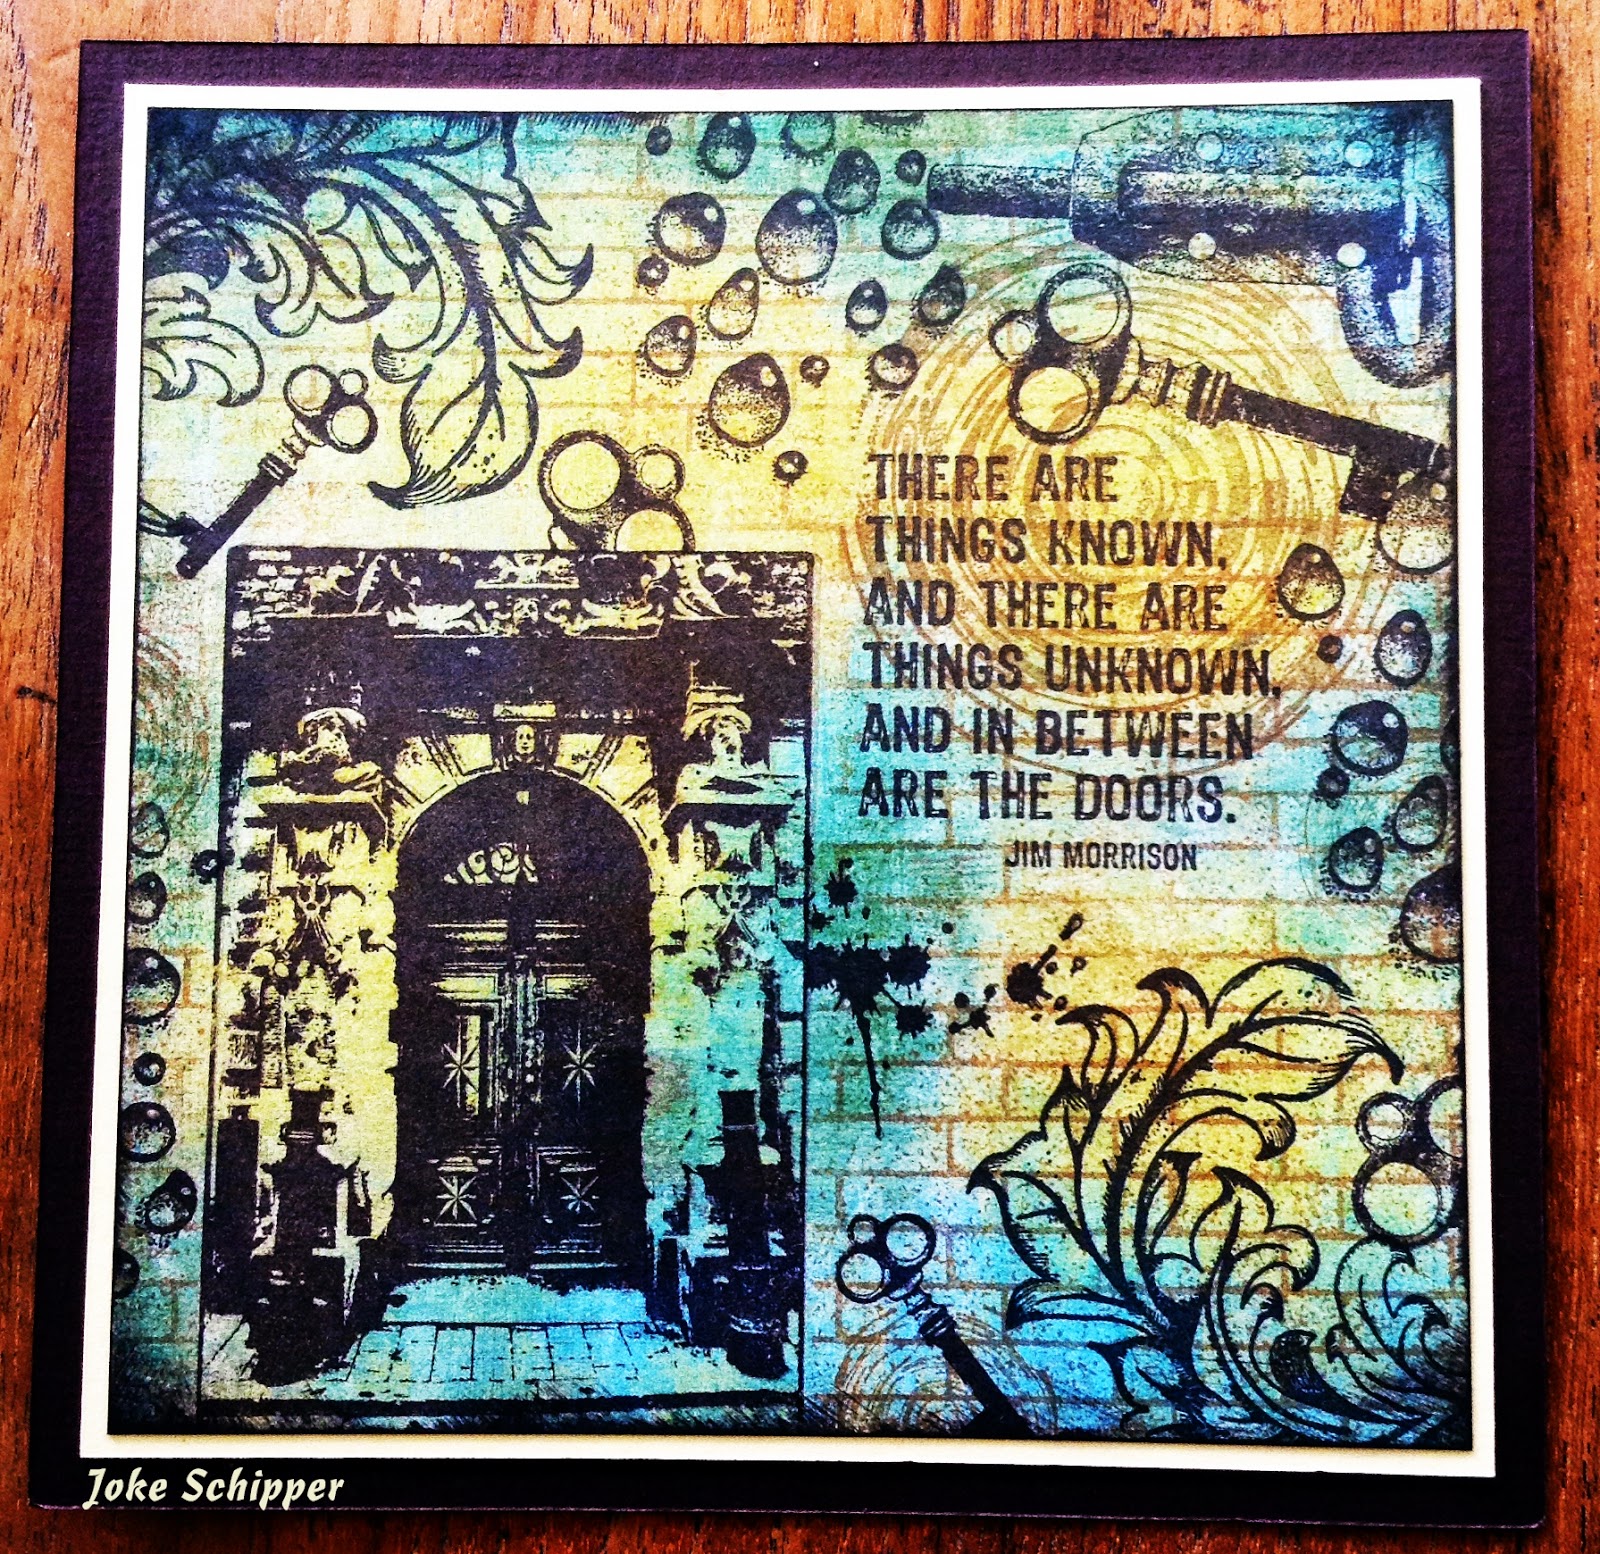 THERE ARE
THINGS KNOWN,
AND THERE ARE
THINGS UNKNOWN,
AND IN BETWEEN
ARE THE DOORS.
JIM MORRISON
Joke Schipper